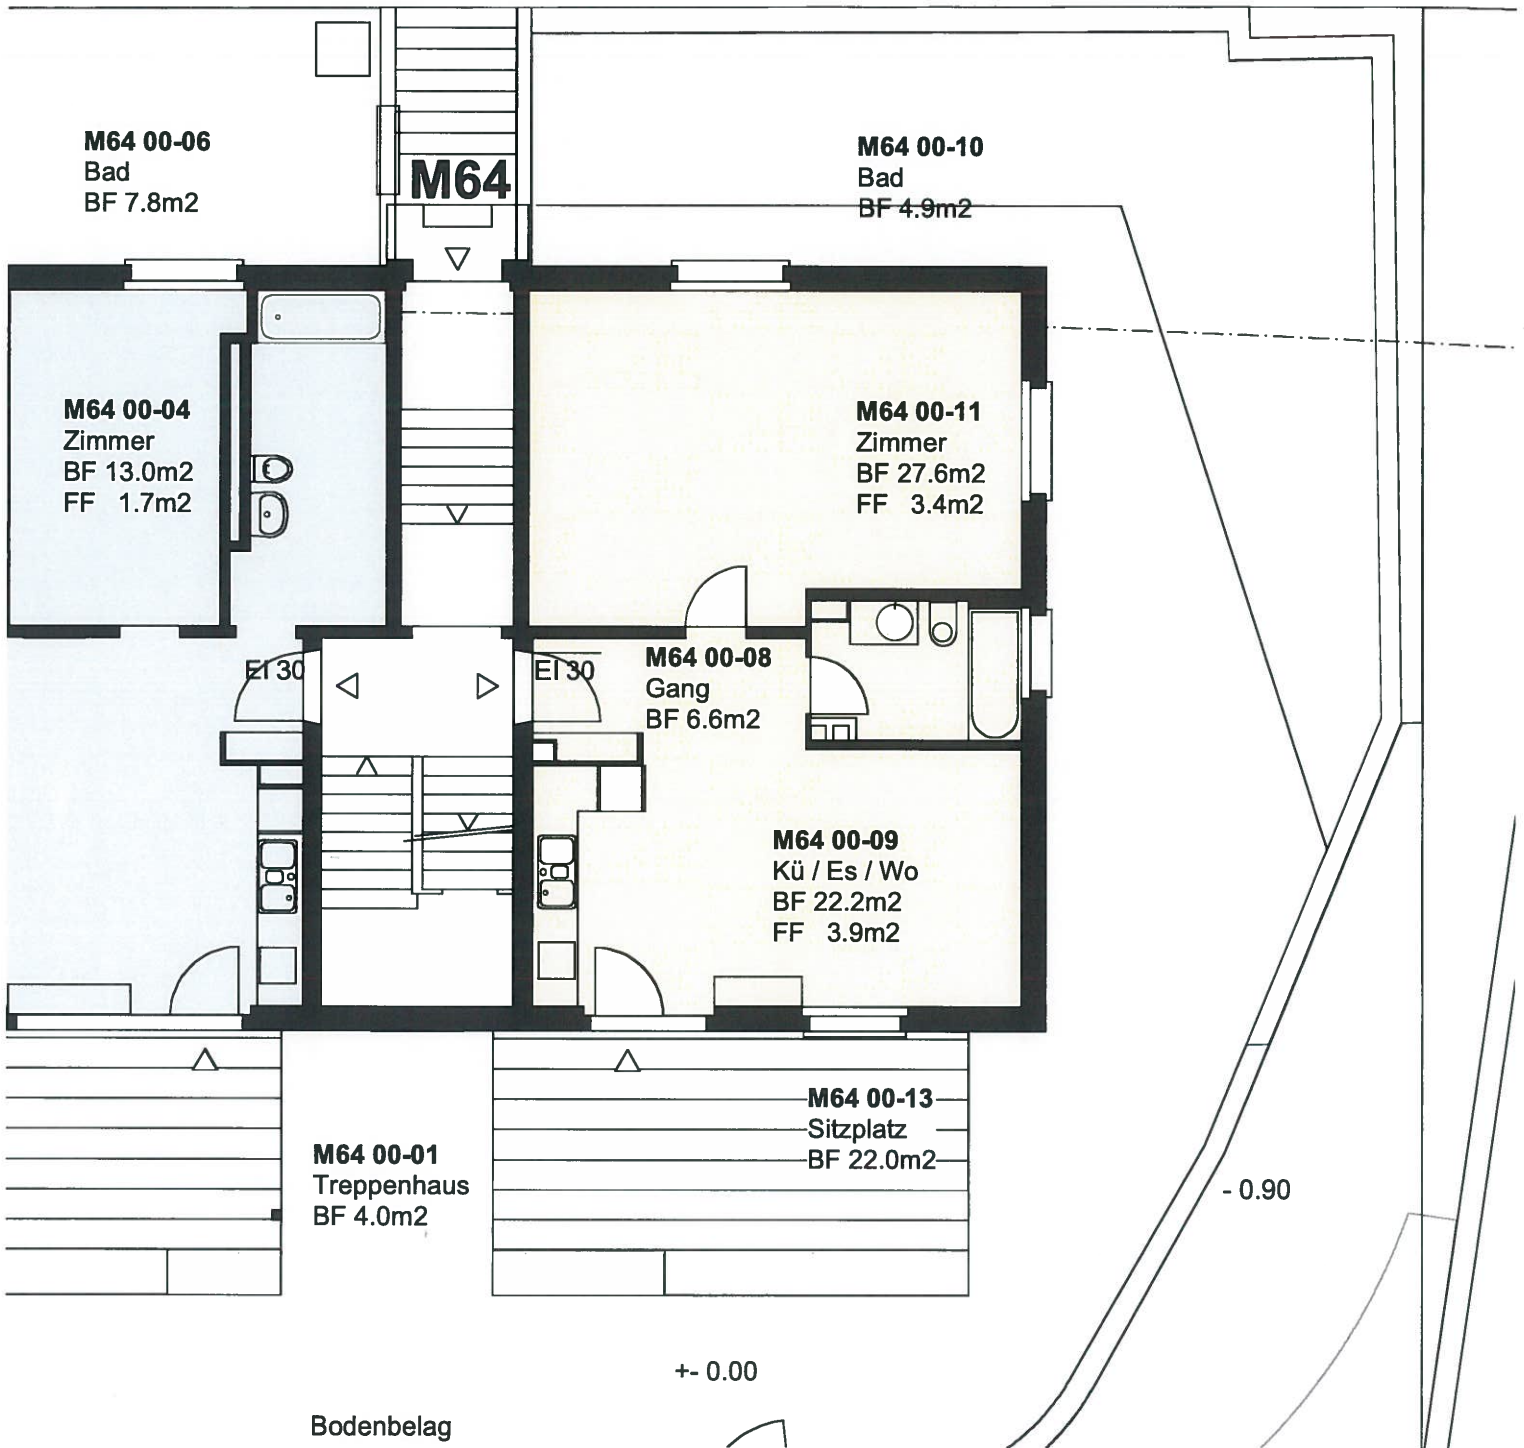 M64 00-06
Bad
BF 7.8m2
M64
M64 00-10
Bad
BF 4.9m2
M64 00-04
Zimmer
BF 13.0m2
FF 1.7m2
M64 00-11
Zimmer
BF 27.6m2
FF 3.4m2
EI 30
EI 30
M64 00-08
Gang
BF 6.6m2
M64 00-09
Kü / Es / Wo
BF 22.2m2
FF 3.9m2
M64 00-13
Sitzplatz
BF 22.0m2
M64 00-01
Treppenhaus
BF 4.0m2
- 0.90
+- 0.00
Bodenbelag